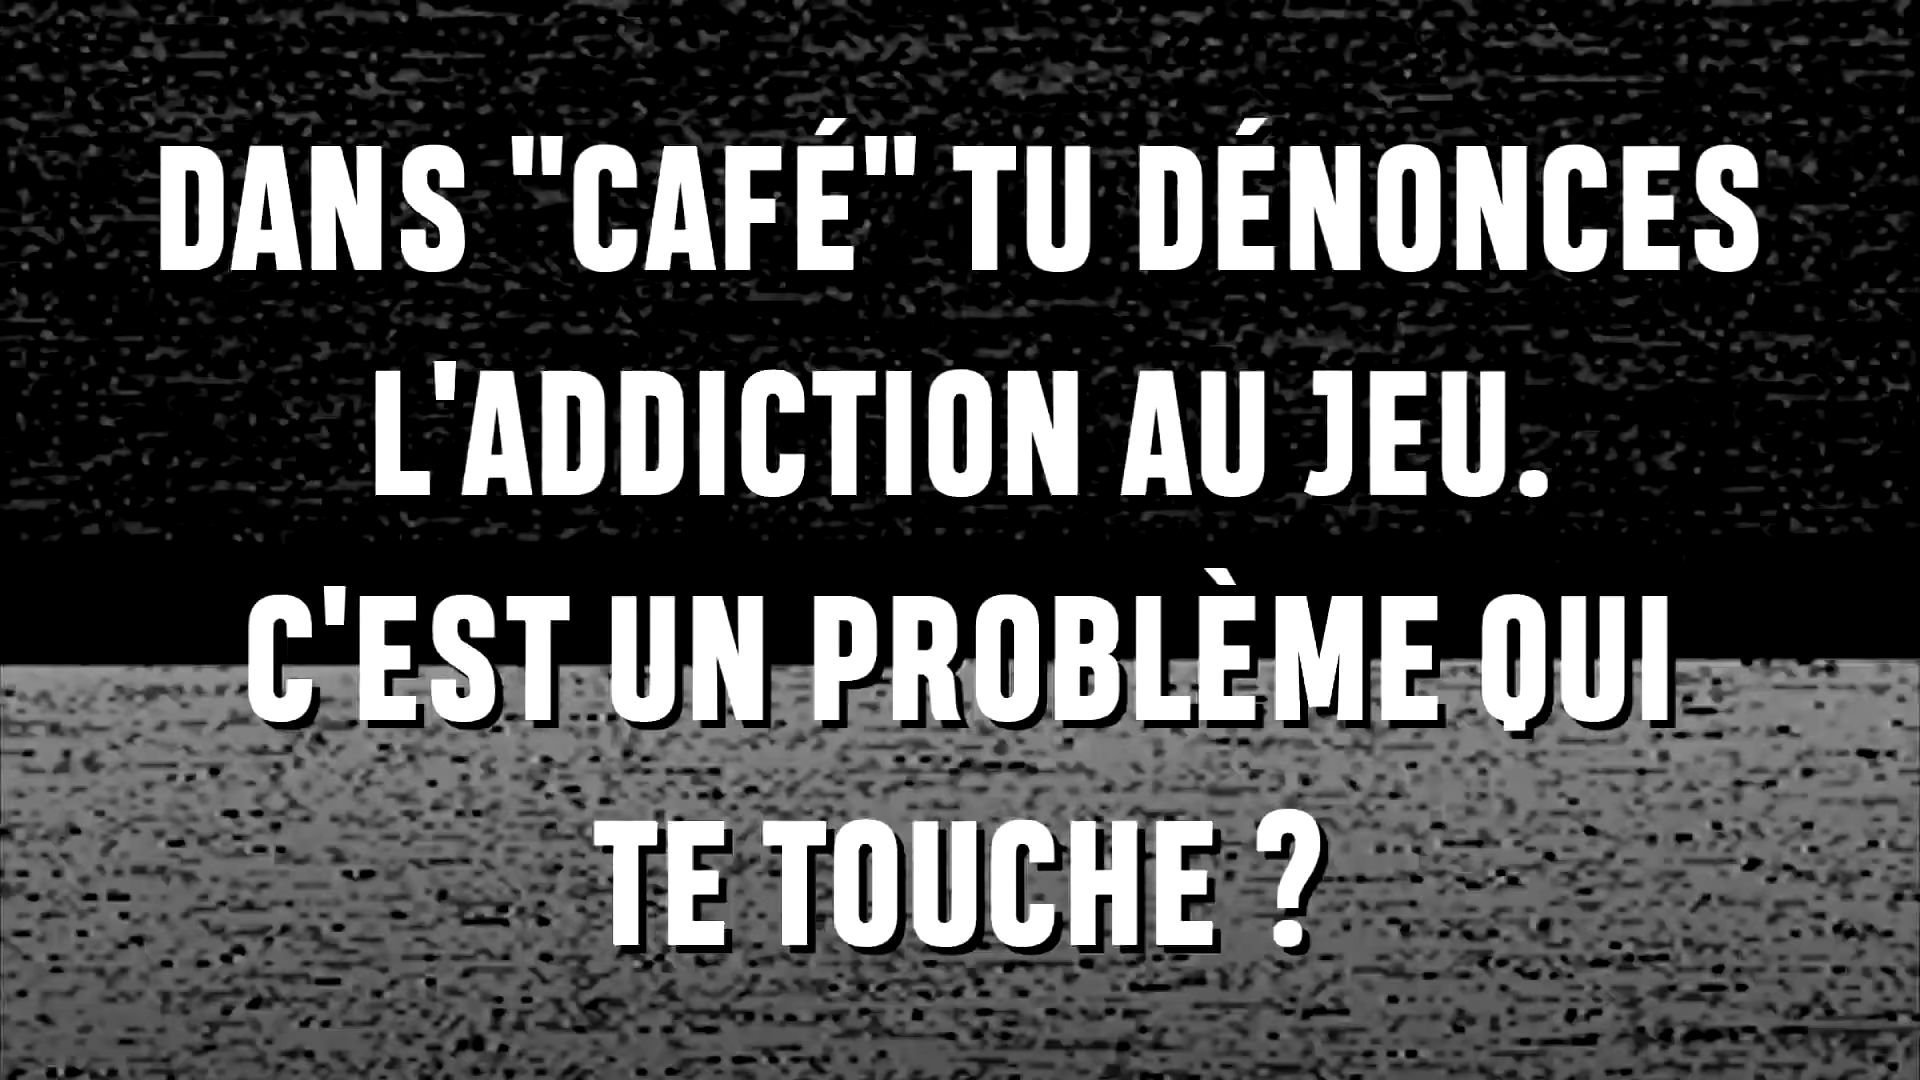 DANS "CAFÉ" TU DÉNONCES
L'ADDICTION AU JEU.
C'EST UN PROBLÈME QUI
TE TOUCHE ?